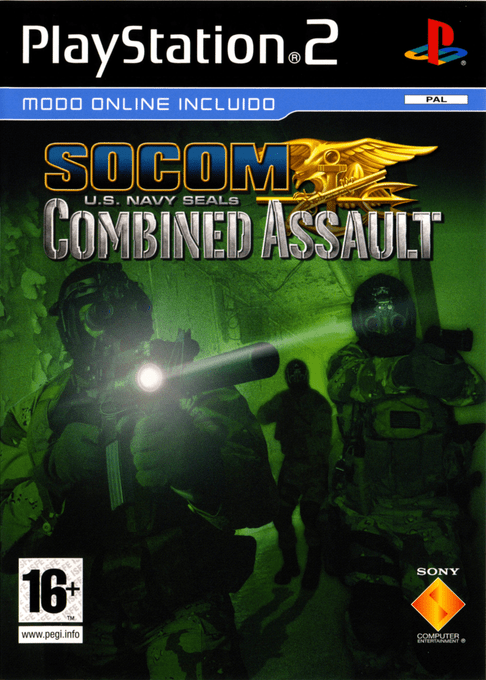 PlayStation®2
MODO ONLINE INCLUIDO
PAL
SOCOM
U.S. NAVY SEALs
COMBINED ASSAULT
16+
www.pegi.info
SONY
COMPUTER
ENTERTAINMENT®